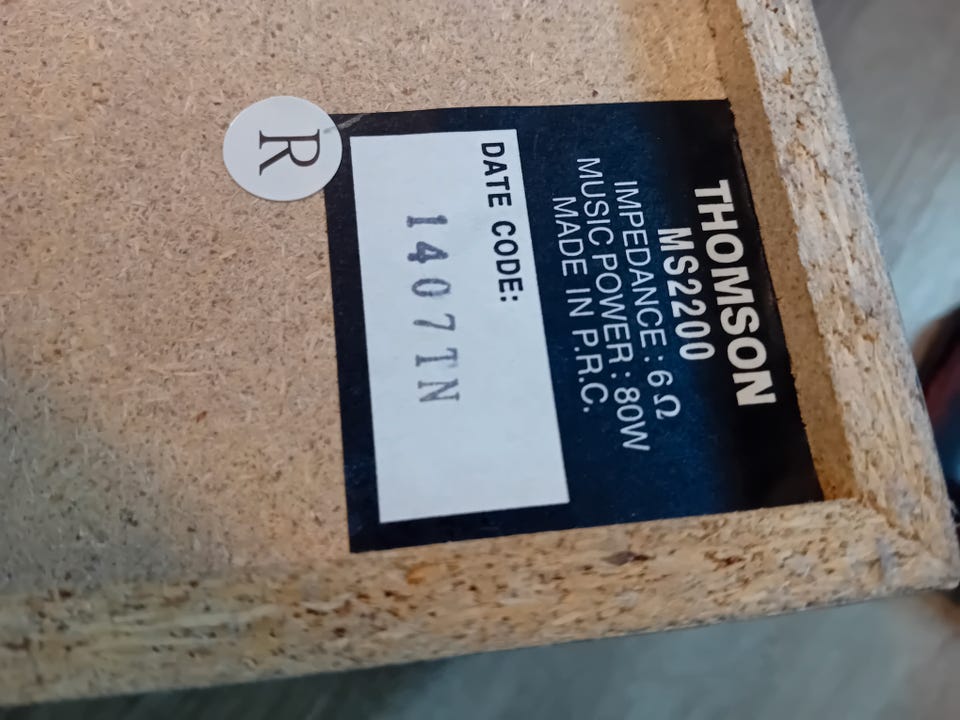 THOMSON
MS2200
IMPEDANCE : 6 Ω
MUSIC POWER : 80W
MADE IN P.R.C.
DATE CODE:
1407TN
R